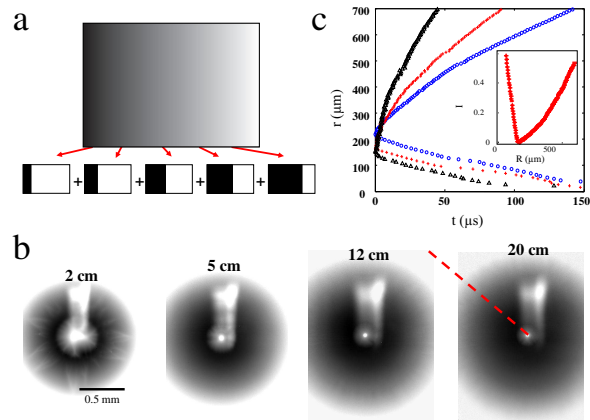 a
+ + + +
b
2 cm
5 cm
12 cm
20 cm
0.5 mm
c
r (μm)
700
600
500
400
300
200
100
0
0 50 100 150
t (μs)
I
0.4
0.2
0
0 500
R (μm)